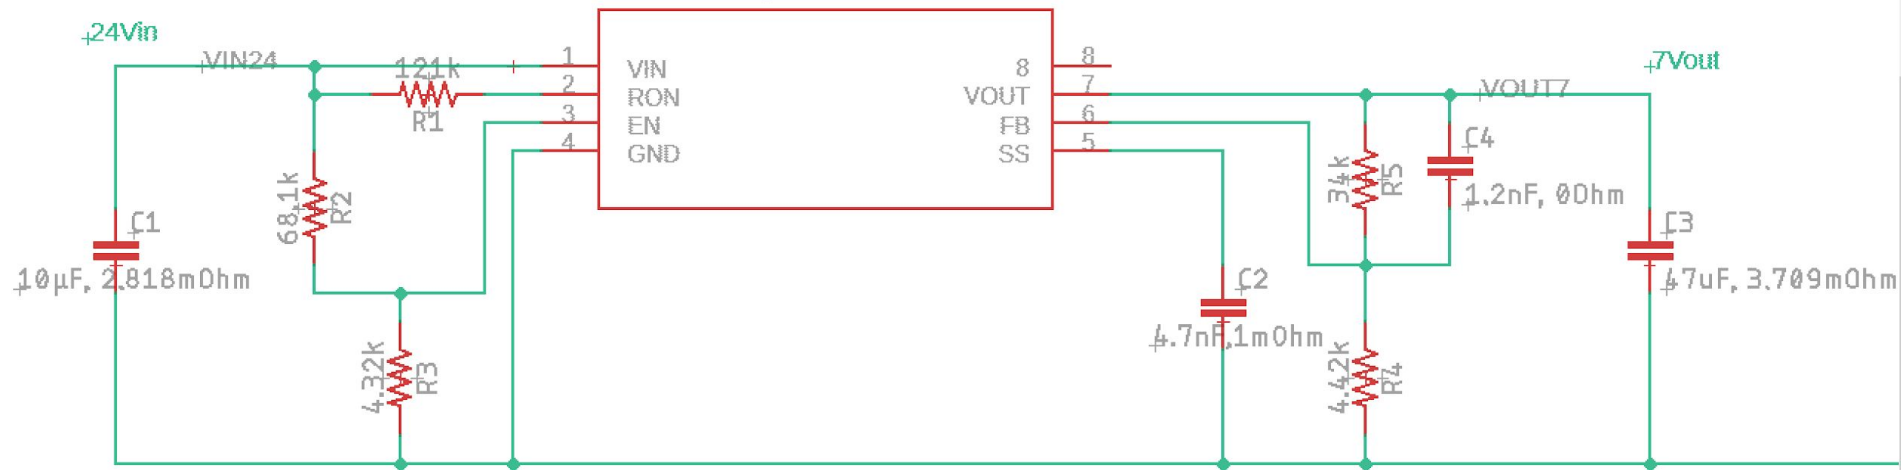 24Vin
VIN24
121k
R1
68.1k
R2
C1
10µF, 2.818mOhm
4.32k
R3
1
2
3
4
VIN
RON
EN
GND
8
VOUT
FB
SS
8
7
6
5
7Vout
VOUT7
34k
R5
C4
1.2nF, 0Ohm
C3
47uF, 3.709mOhm
C2
4.7nF,1mOhm
4.42k
R4